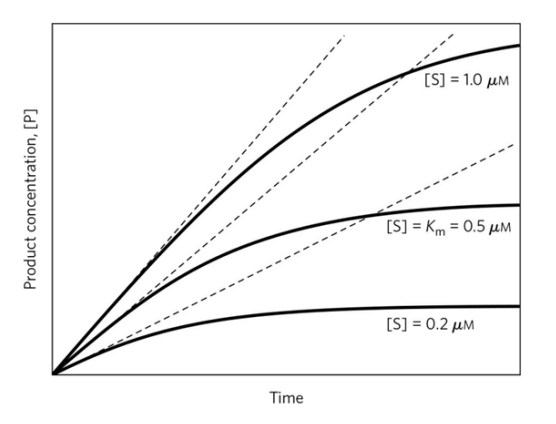 Product concentration, [P]
[S] = 1.0 μM
[S] = Km = 0.5 μM
[S] = 0.2 μM
Time